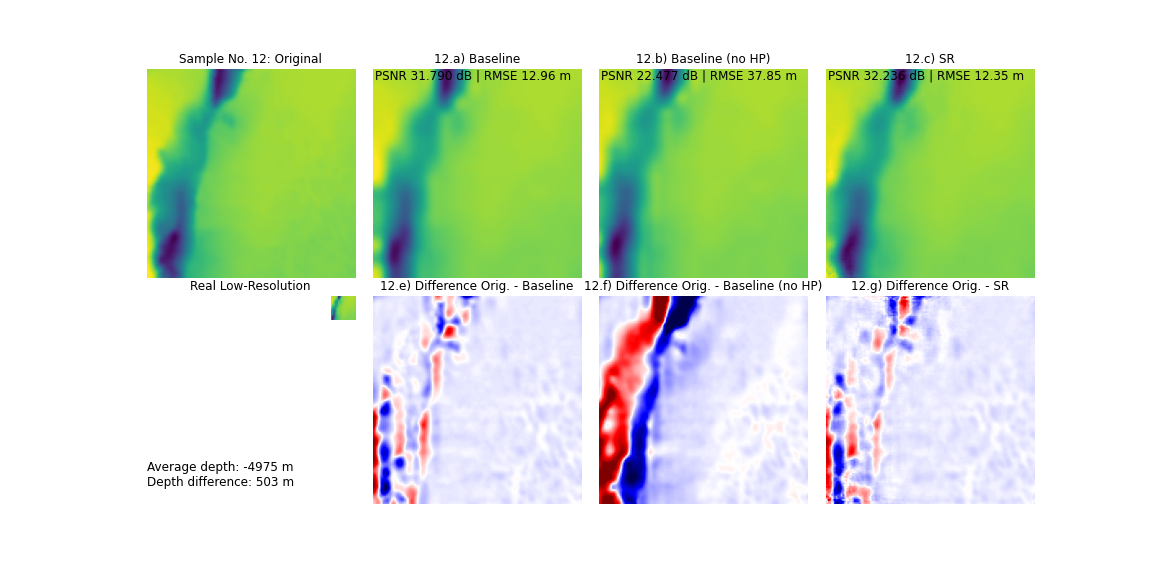 Sample No. 12: Original
12.a) Baseline
12.b) Baseline (no HP)
12.c) SR
PSNR 31.790 dB | RMSE 12.96 m
PSNR 22.477 dB | RMSE 37.85 m
PSNR 32.236 dB | RMSE 12.35 m
Real Low-Resolution
12.e) Difference Orig. - Baseline
12.f) Difference Orig. - Baseline (no HP)
12.g) Difference Orig. - SR
Average depth: -4975 m
Depth difference: 503 m